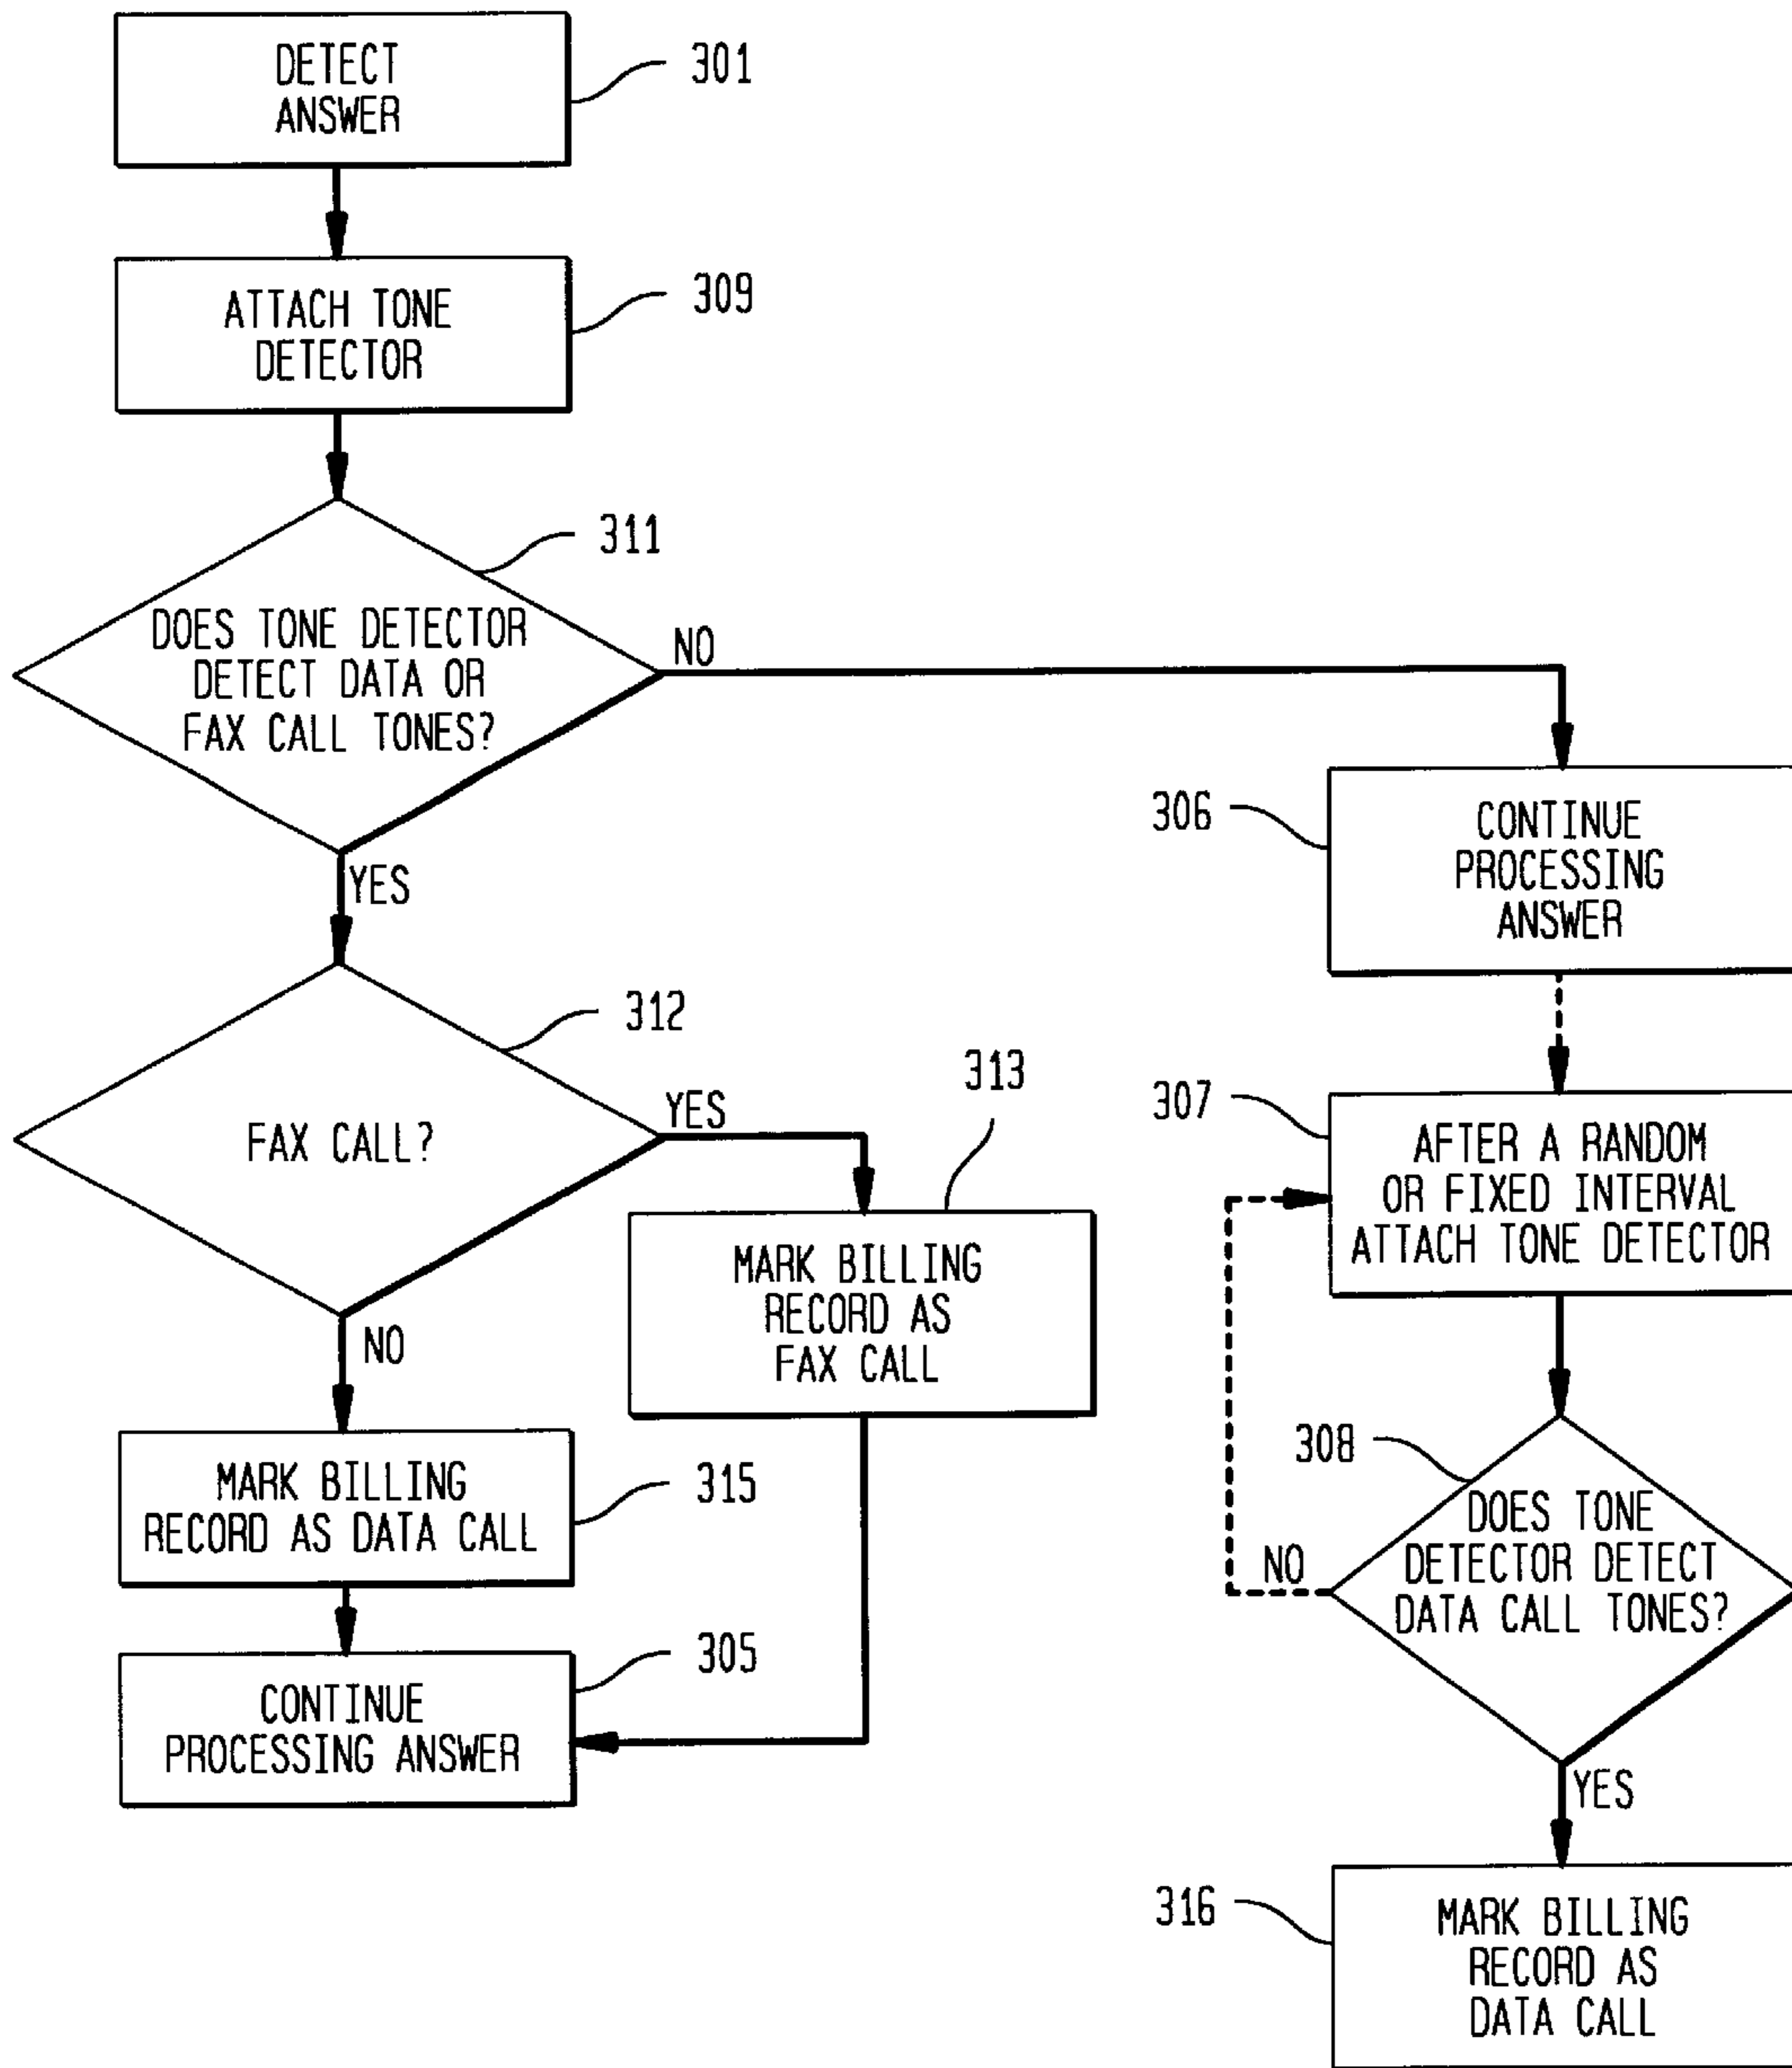 DETECT
ANSWER
301
ATTACH TONE
DETECTOR
309
311
DOES TONE DETECTOR
DETECT DATA OR
FAX CALL TONES?
NO
YES
312
FAX CALL?
YES
NO
313
MARK BILLING
RECORD AS
FAX CALL
MARK BILLING
RECORD AS DATA CALL
315
CONTINUE
PROCESSING ANSWER
305
306
CONTINUE
PROCESSING
ANSWER
307
AFTER A RANDOM
OR FIXED INTERVAL
ATTACH TONE DETECTOR
308
DOES TONE
DETECTOR DETECT
DATA CALL TONES?
NO
YES
316
MARK BILLING
RECORD AS
DATA CALL